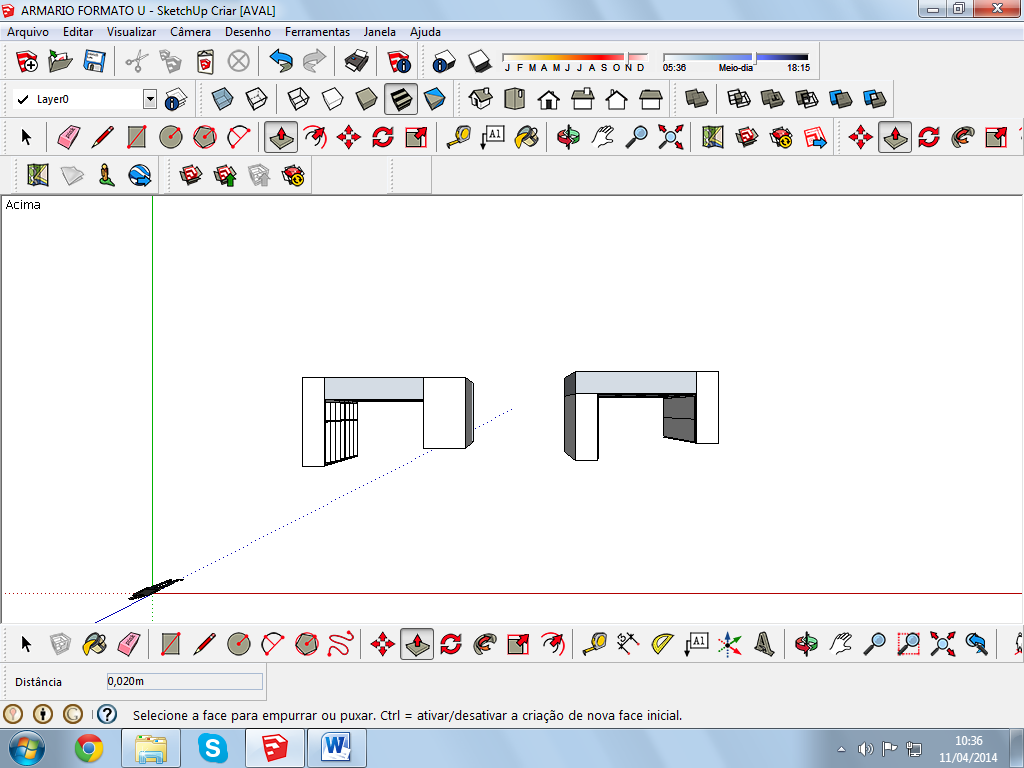 ARMARIO FORMATO U - SketchUp Criar [AVAL]
Arquivo Editar Visualizar Câmera Desenho Ferramentas Janela Ajuda
J F M A M J J A S O N D 05:36 Meio-dia 18:15
Layer0
A1
Acima
A1
Distância 0,020m
Selecione a face para empurrar ou puxar. Ctrl = ativar/desativar a criação de nova face inicial.
10:36
11/04/2014